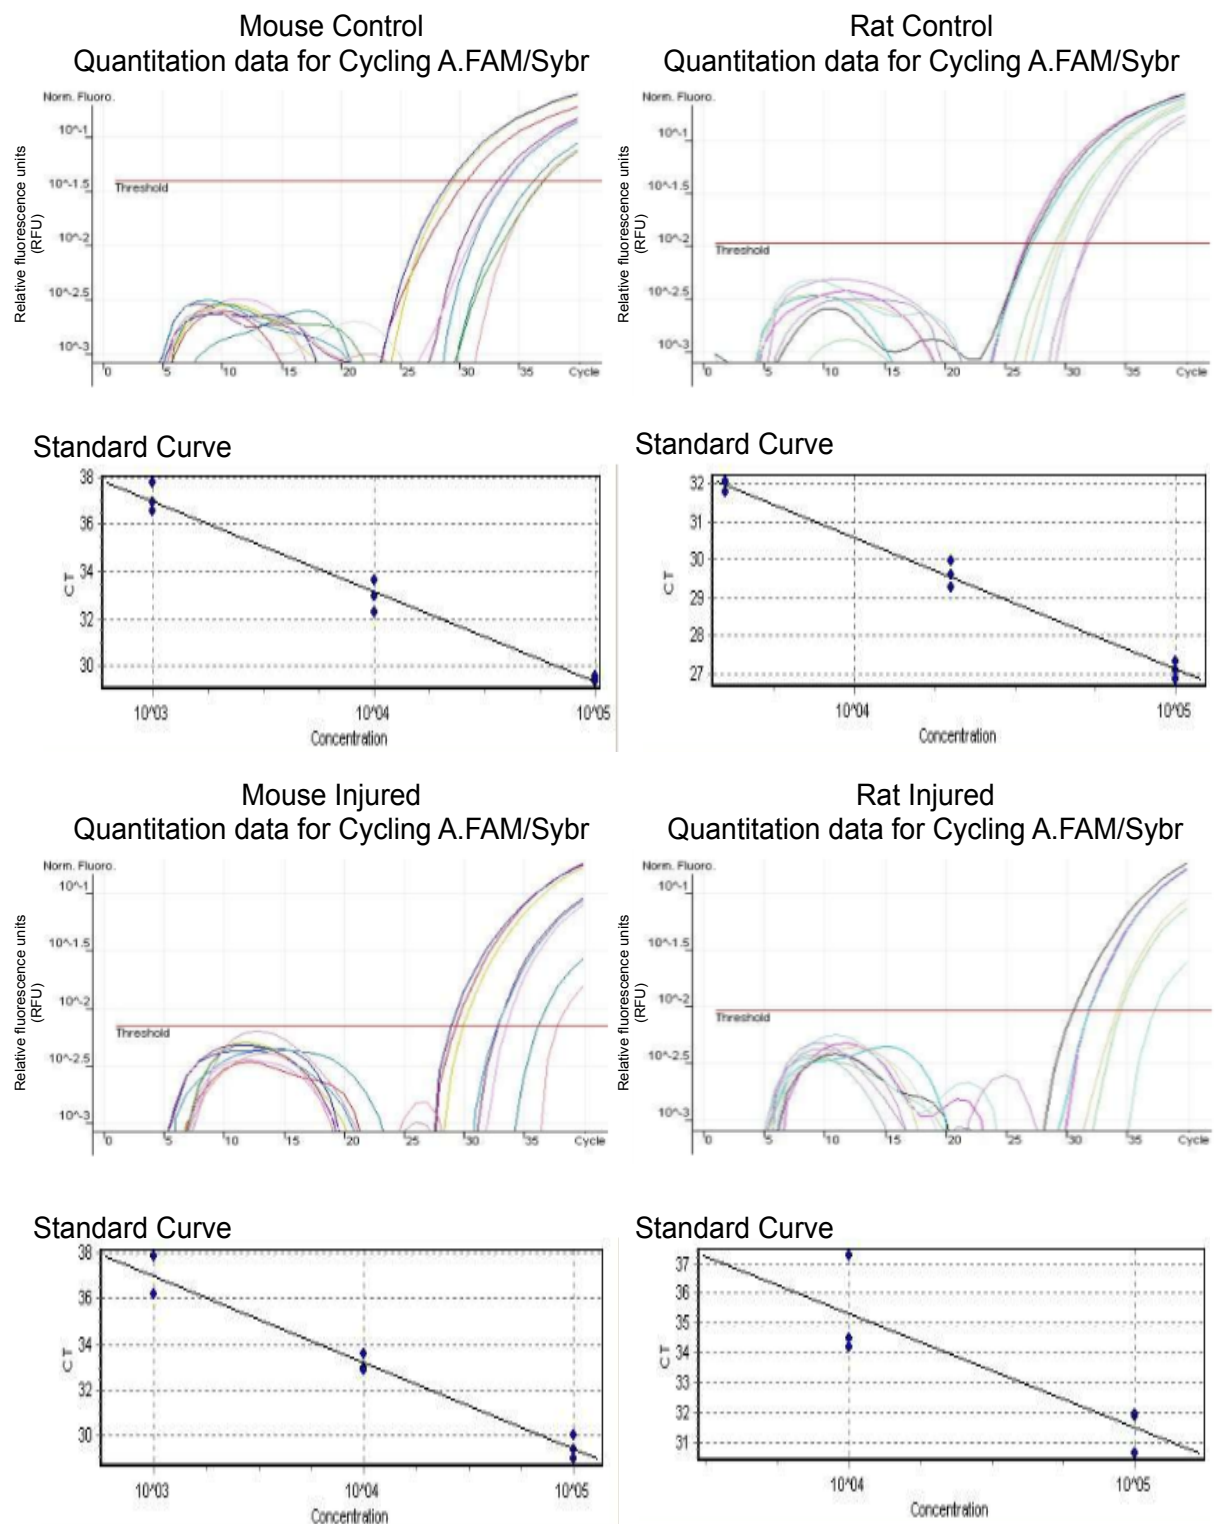 Mouse Control
Quantitation data for Cycling A.FAM/Sybr
Norm. Fluoro.
Relative fluorescence units
(RFU)
10^-1
10^-1.5
10^-2
10^-2.5
10^-3
Threshold
0 5 10 15 20 25 30 35 Cycle
Rat Control
Quantitation data for Cycling A.FAM/Sybr
Norm. Fluoro.
Relative fluorescence units
(RFU)
10^-1
10^-1.5
10^-2
10^-2.5
10^-3
Threshold
0 5 10 15 20 25 30 35 Cycle
Standard Curve
CT
38
36
34
32
30
10^03 10^04 10^05
Concentration
Standard Curve
CT
32
31
30
29
28
27
10^04 10^05
Concentration
Mouse Injured
Quantitation data for Cycling A.FAM/Sybr
Norm. Fluoro.
Relative fluorescence units
(RFU)
10^-1
10^-1.5
10^-2
10^-2.5
10^-3
Threshold
0 5 10 15 20 25 30 35 Cycle
Rat Injured
Quantitation data for Cycling A.FAM/Sybr
Norm. Fluoro.
Relative fluorescence units
(RFU)
10^-1
10^-1.5
10^-2
10^-2.5
10^-3
Threshold
0 5 10 15 20 25 30 35 Cycle
Standard Curve
CT
38
36
34
32
30
10^03 10^04 10^05
Concentration
Standard Curve
CT
37
36
35
34
33
32
31
10^04 10^05
Concentration